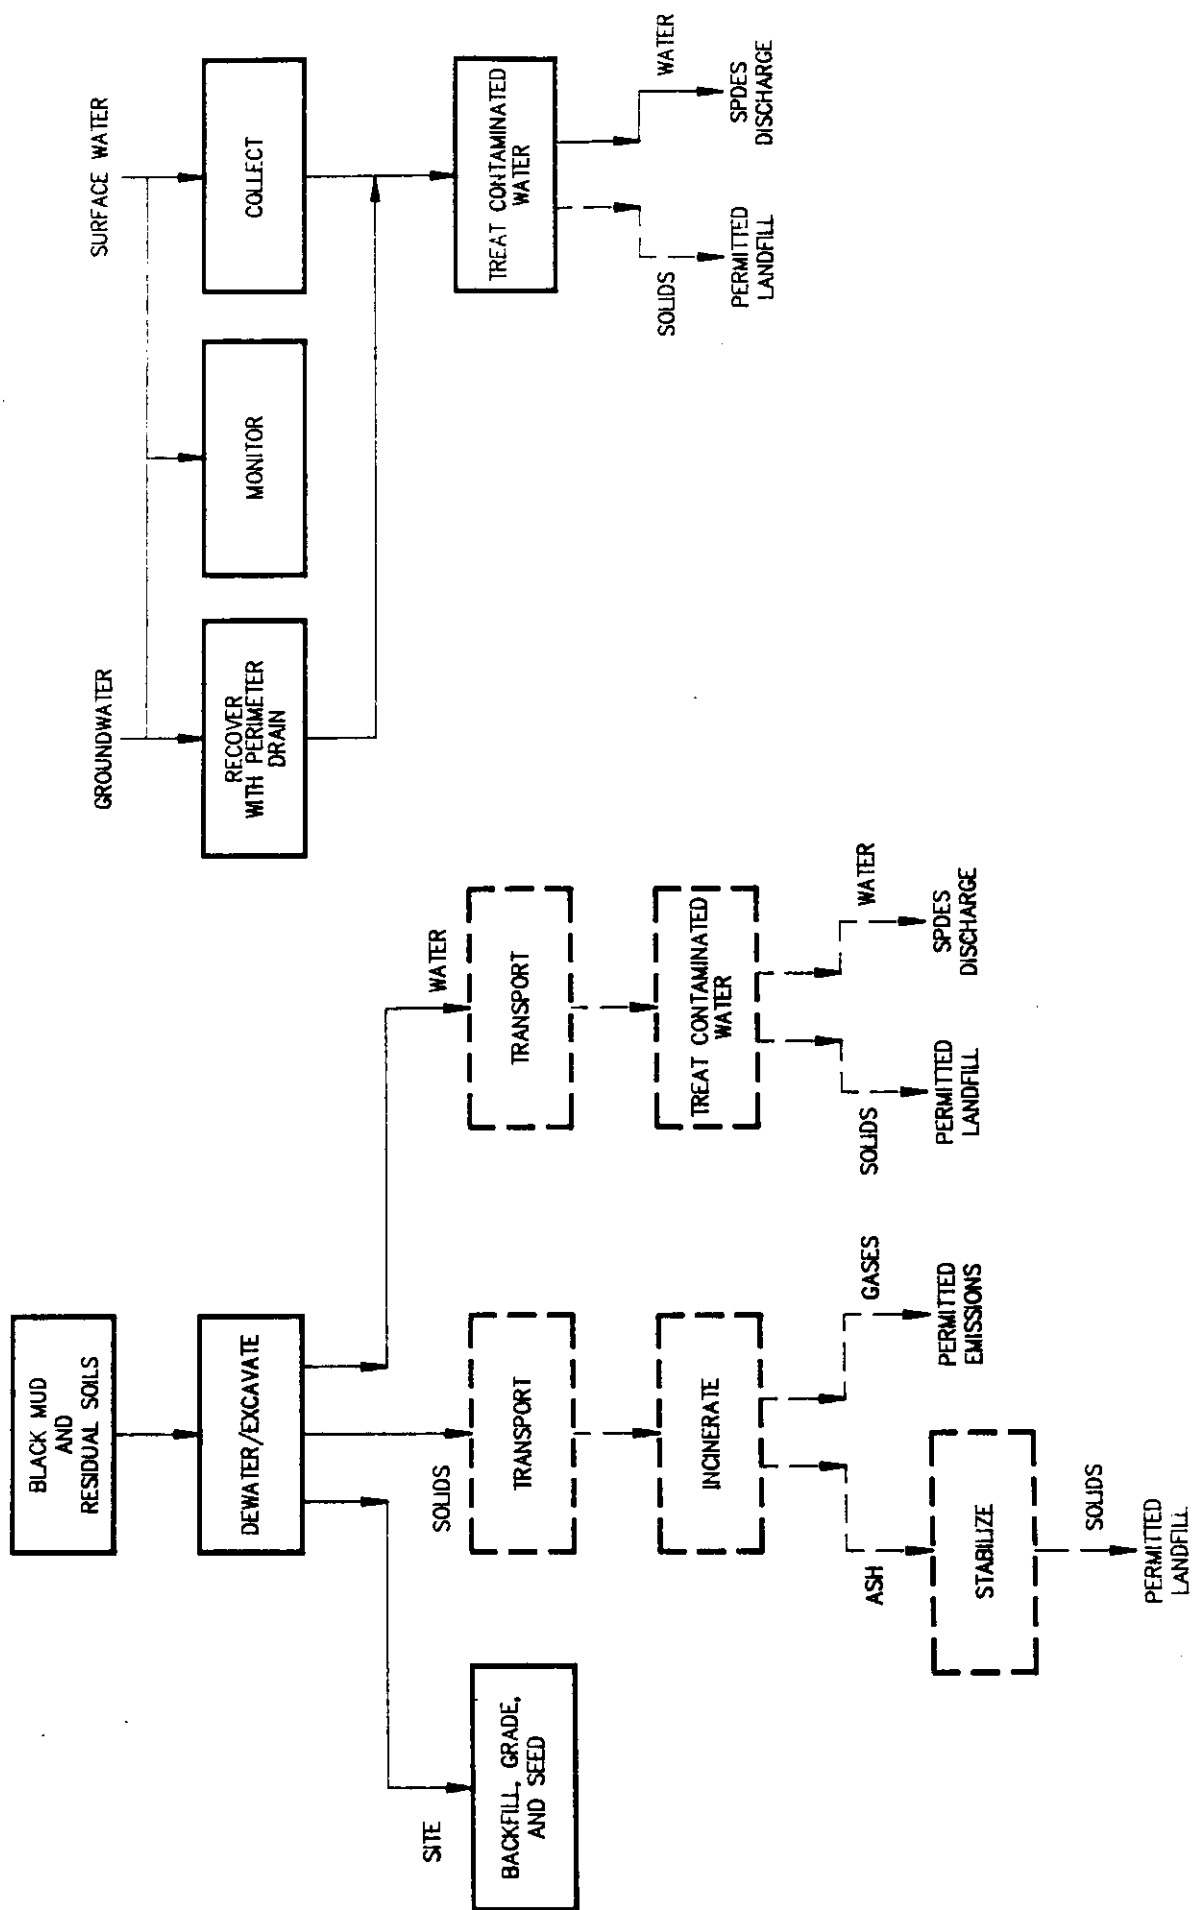 BLACK MUD
AND
RESIDUAL SOILS
DEWATER/EXCAVATE
SITE
BACKFILL, GRADE,
AND SEED
SOLIDS
TRANSPORT
INCINERATE
ASH
STABILIZE
SOLIDS
PERMITTED
LANDFILL
GASES
PERMITTED
EMISSIONS
WATER
TRANSPORT
TREAT CONTAMINATED
WATER
SOLIDS
PERMITTED
LANDFILL
WATER
SPDES
DISCHARGE
GROUNDWATER
RECOVER
WITH PERIMETER
DRAIN
MONITOR
SURFACE WATER
COLLECT
TREAT CONTAMINATED
WATER
SOLIDS
PERMITTED
LANDFILL
WATER
SPDES
DISCHARGE